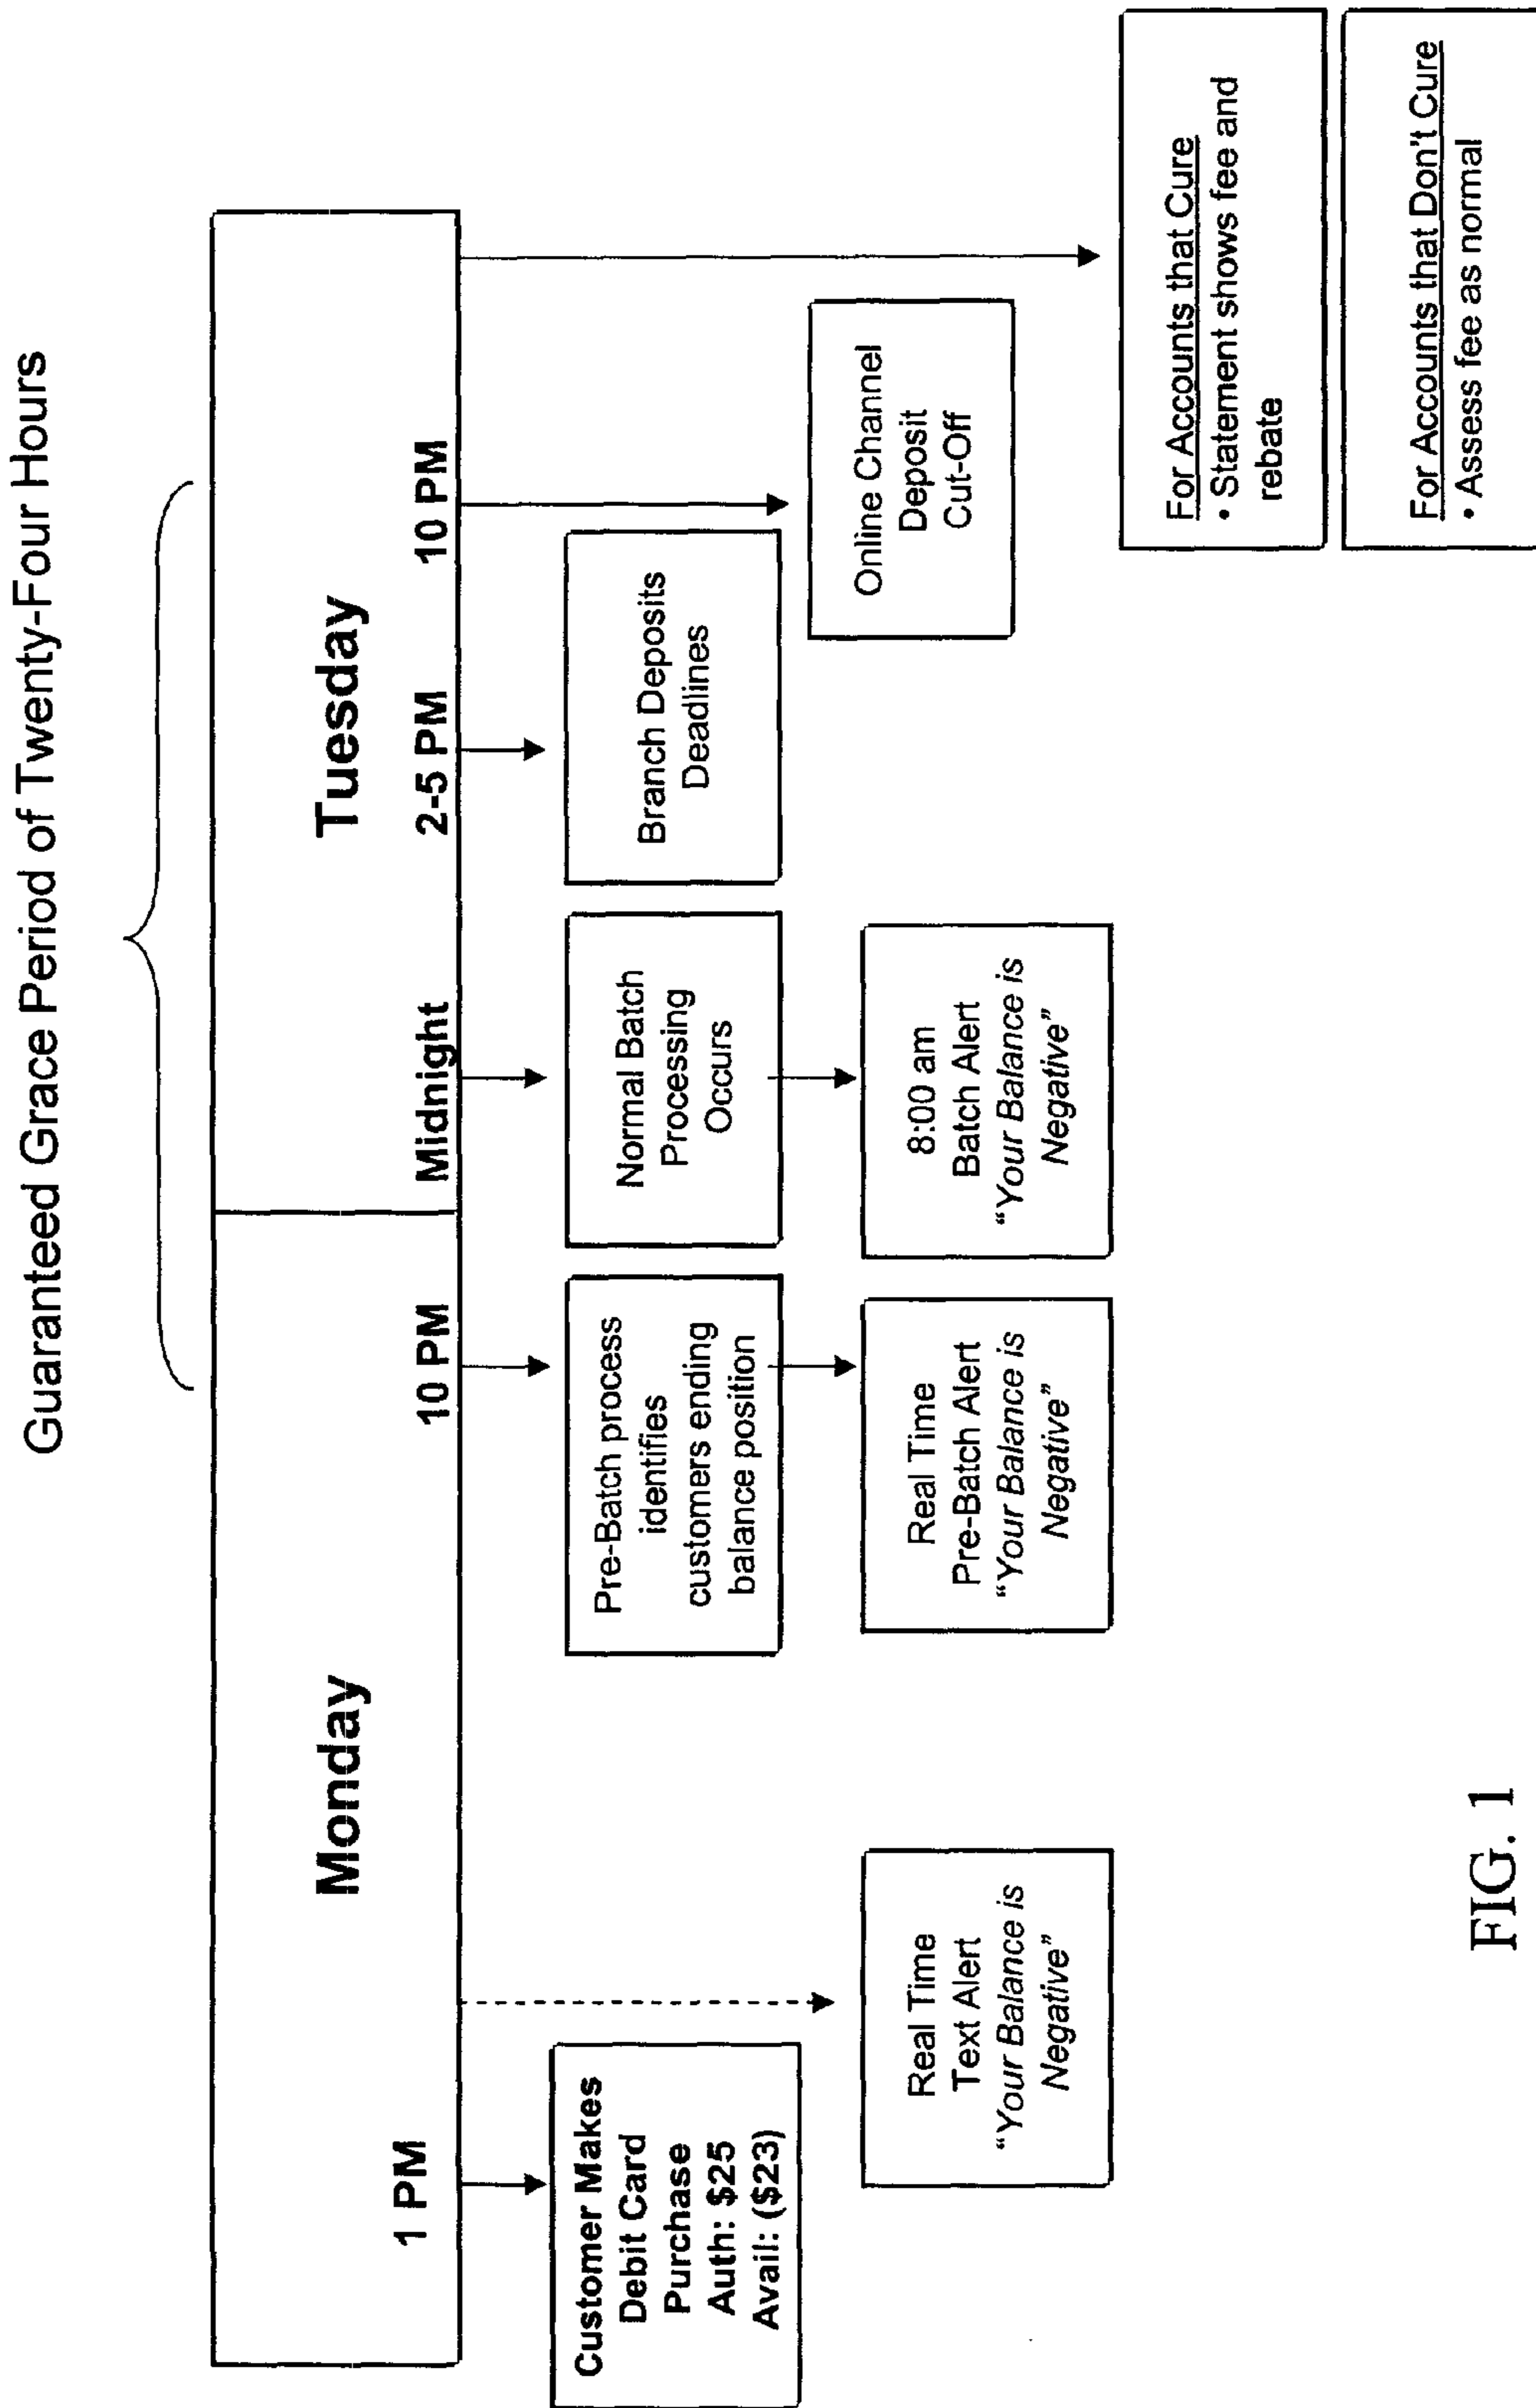 Guaranteed Grace Period of Twenty-Four Hours
Monday
Tuesday
1 PM
10 PM
Midnight
2-5 PM
10 PM
Customer Makes
Debit Card
Purchase
Auth: $25
Avail: ($23)
Real Time
Text Alert
“Your Balance is
Negative”
Pre-Batch process
identifies
customers ending
balance position
Real Time
Pre-Batch Alert
“Your Balance is
Negative”
Normal Batch
Processing
Occurs
8:00 am
Batch Alert
“Your Balance is
Negative”
Branch Deposits
Deadlines
Online Channel
Deposit
Cut-Off
For Accounts that Cure
• Statement shows fee and
rebate
For Accounts that Don't Cure
• Assess fee as normal
FIG. 1